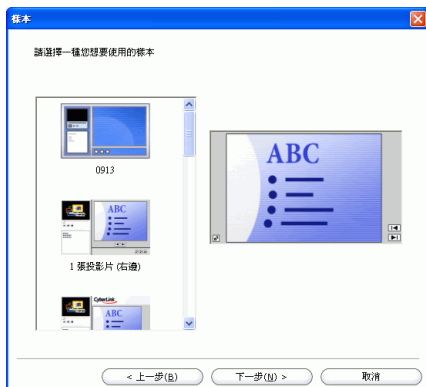 樣本
請選擇一種您想要使用的樣本
0913
ABC
1 張投影片 (右邊)
CyberLink
ABC
ABC
< 上一步(B)
下一步(N) >
取消